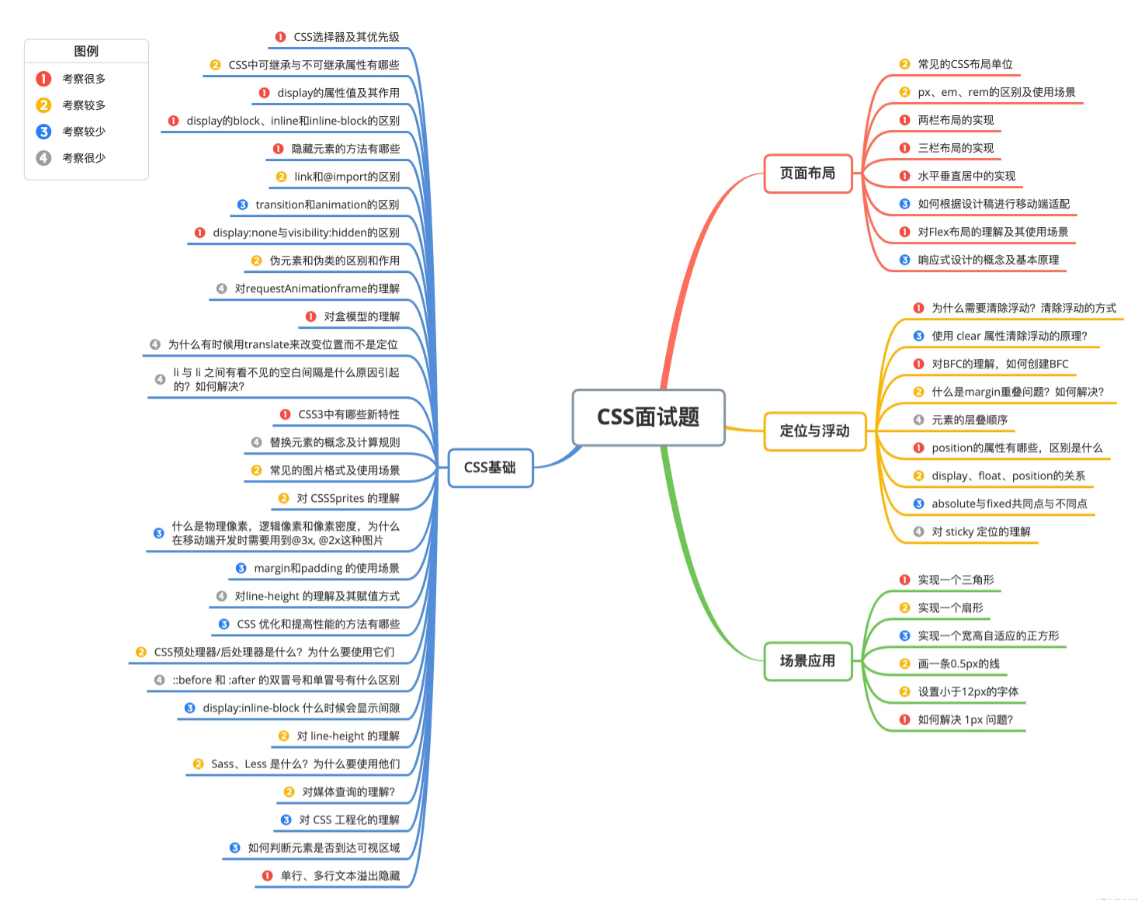 图例
1 考察很多
2 考察较多
3 考察较少
4 考察很少
CSS面试题
CSS基础
1 CSS选择器及其优先级
2 CSS中可继承与不可继承属性有哪些
1 display的属性值及其作用
1 display的block、inline和inline-block的区别
1 隐藏元素的方法有哪些
2 link和@import的区别
3 transition和animation的区别
1 display:none与visibility:hidden的区别
2 伪元素和伪类的区别和作用
4 对requestAnimationframe的理解
1 对盒模型的理解
4 为什么有时候用translate来改变位置而不是定位
4 li 与 li 之间有看不见的空白间隔是什么原因引起
的？如何解决？
1 CSS3中有哪些新特性
4 替换元素的概念及计算规则
2 常见的图片格式及使用场景
2 对 CSSSprites 的理解
3 什么是物理像素，逻辑像素和像素密度，为什么
在移动端开发时需要用到@3x, @2x这种图片
3 margin和padding 的使用场景
4 对line-height 的理解及其赋值方式
3 CSS 优化和提高性能的方法有哪些
2 CSS预处理器/后处理器是什么？为什么要使用它们
4 ::before 和 :after 的双冒号和单冒号有什么区别
3 display:inline-block 什么时候会显示间隙
2 对 line-height 的理解
2 Sass、Less 是什么？为什么要使用他们
2 对媒体查询的理解？
3 对 CSS 工程化的理解
3 如何判断元素是否到达可视区域
1 单行、多行文本溢出隐藏
页面布局
2 常见的CSS布局单位
2 px、em、rem的区别及使用场景
1 两栏布局的实现
1 三栏布局的实现
1 水平垂直居中的实现
3 如何根据设计稿进行移动端适配
1 对Flex布局的理解及其使用场景
3 响应式设计的概念及基本原理
定位与浮动
1 为什么需要清除浮动？清除浮动的方式
3 使用 clear 属性清除浮动的原理？
1 对BFC的理解，如何创建BFC
2 什么是margin重叠问题？如何解决？
4 元素的层叠顺序
1 position的属性有哪些，区别是什么
2 display、float、position的关系
3 absolute与fixed共同点与不同点
4 对 sticky 定位的理解
场景应用
1 实现一个三角形
2 实现一个扇形
3 实现一个宽高自适应的正方形
2 画一条0.5px的线
2 设置小于12px的字体
1 如何解决 1px 问题？